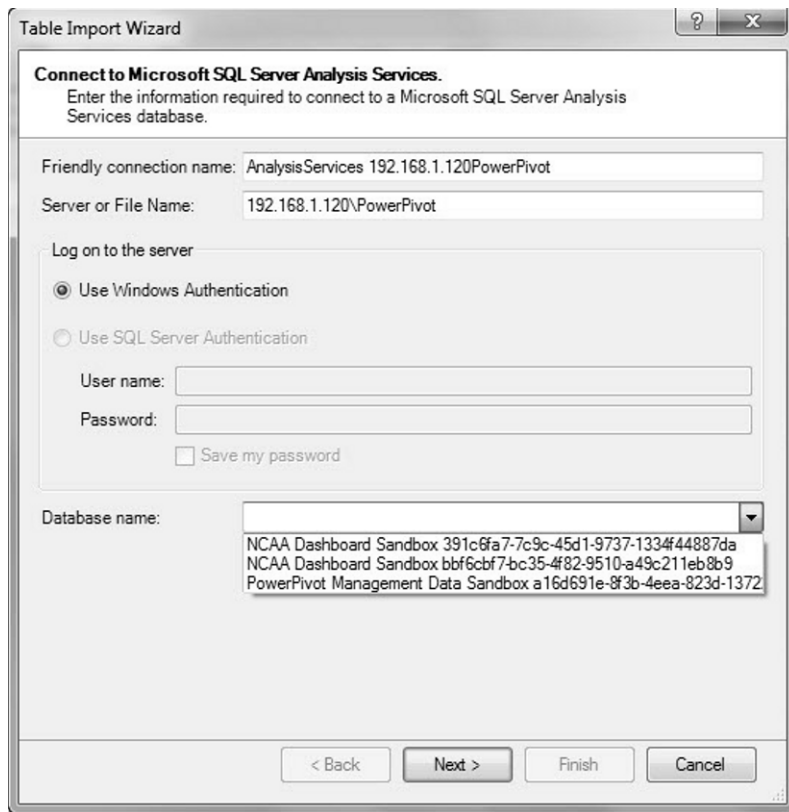 Table Import Wizard
?
X
Connect to Microsoft SQL Server Analysis Services.
Enter the information required to connect to a Microsoft SQL Server Analysis
Services database.
Friendly connection name: AnalysisServices 192.168.1.120PowerPivot
Server or File Name: 192.168.1.120\PowerPivot
Log on to the server
Use Windows Authentication
Use SQL Server Authentication
User name:
Password:
Save my password
Database name:
NCAA Dashboard Sandbox 391c6fa7-7c9c-45d1-9737-1334f44887da
NCAA Dashboard Sandbox bbf6cbf7-bc35-4f82-9510-a49c211eb8b9
PowerPivot Management Data Sandbox a16d691e-8f3b-4eea-823d-1372
< Back Next > Finish Cancel